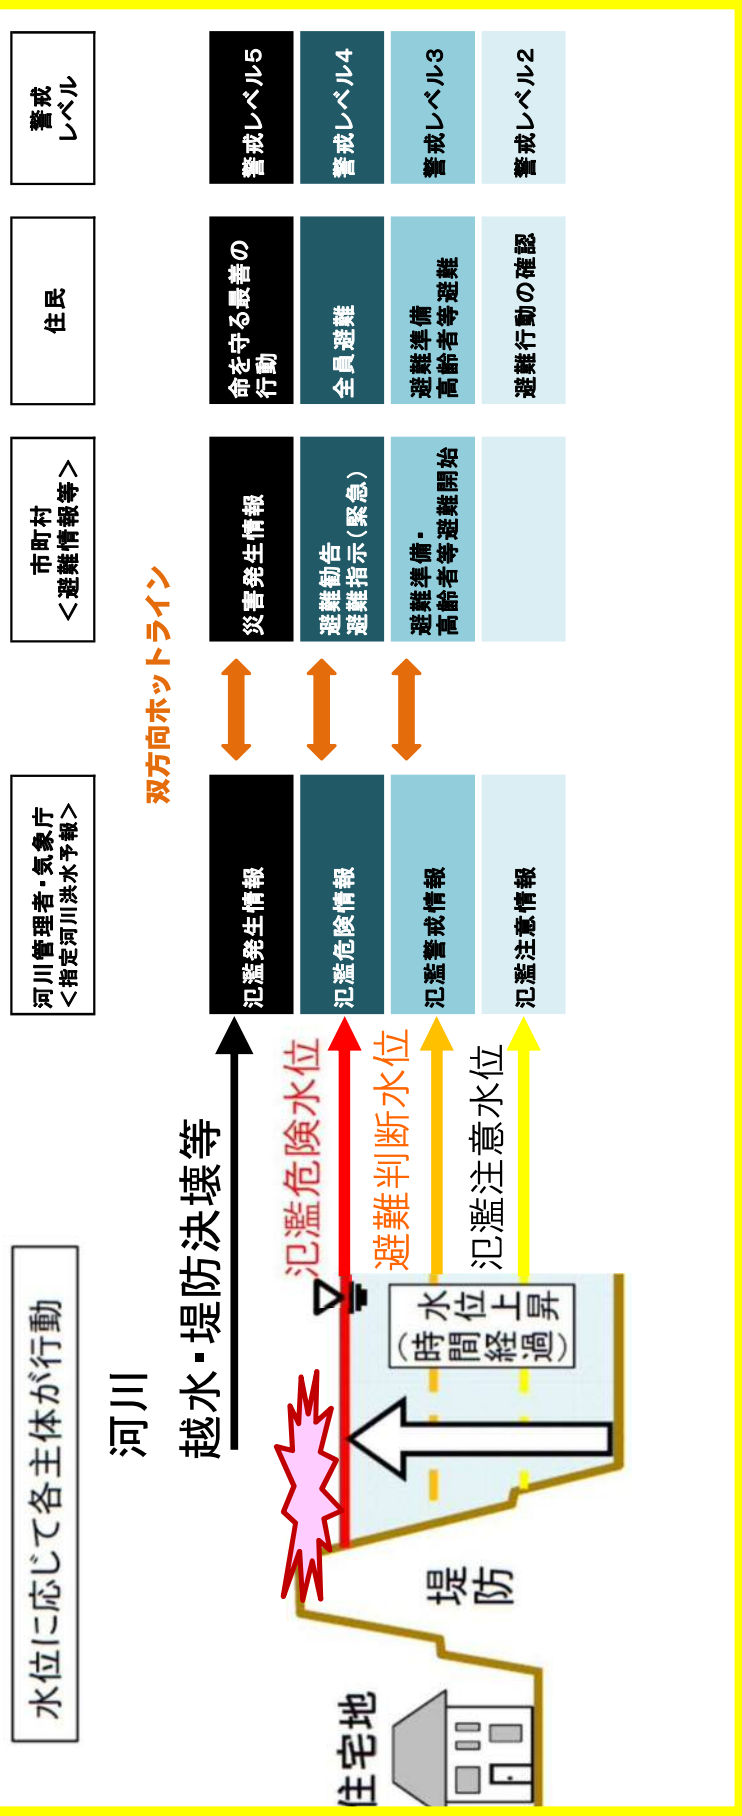 水位に応じて各主体が行動
河川管理者・気象庁
＜指定河川洪水予報＞
市町村
＜避難情報等＞
住民
警戒
レベル
河川
双方向ホットライン
越水・堤防決壊等
氾濫発生情報
災害発生情報
命を守る最善の
行動
警戒レベル5
氾濫危険水位
氾濫危険情報
避難勧告
避難指示（緊急）
全員避難
警戒レベル4
避難判断水位
氾濫警戒情報
避難準備・
高齢者等避難開始
避難準備
高齢者等避難
警戒レベル3
氾濫注意水位
氾濫注意情報
避難行動の確認
警戒レベル2
水位上昇
（時間経過）
住宅地
堤防